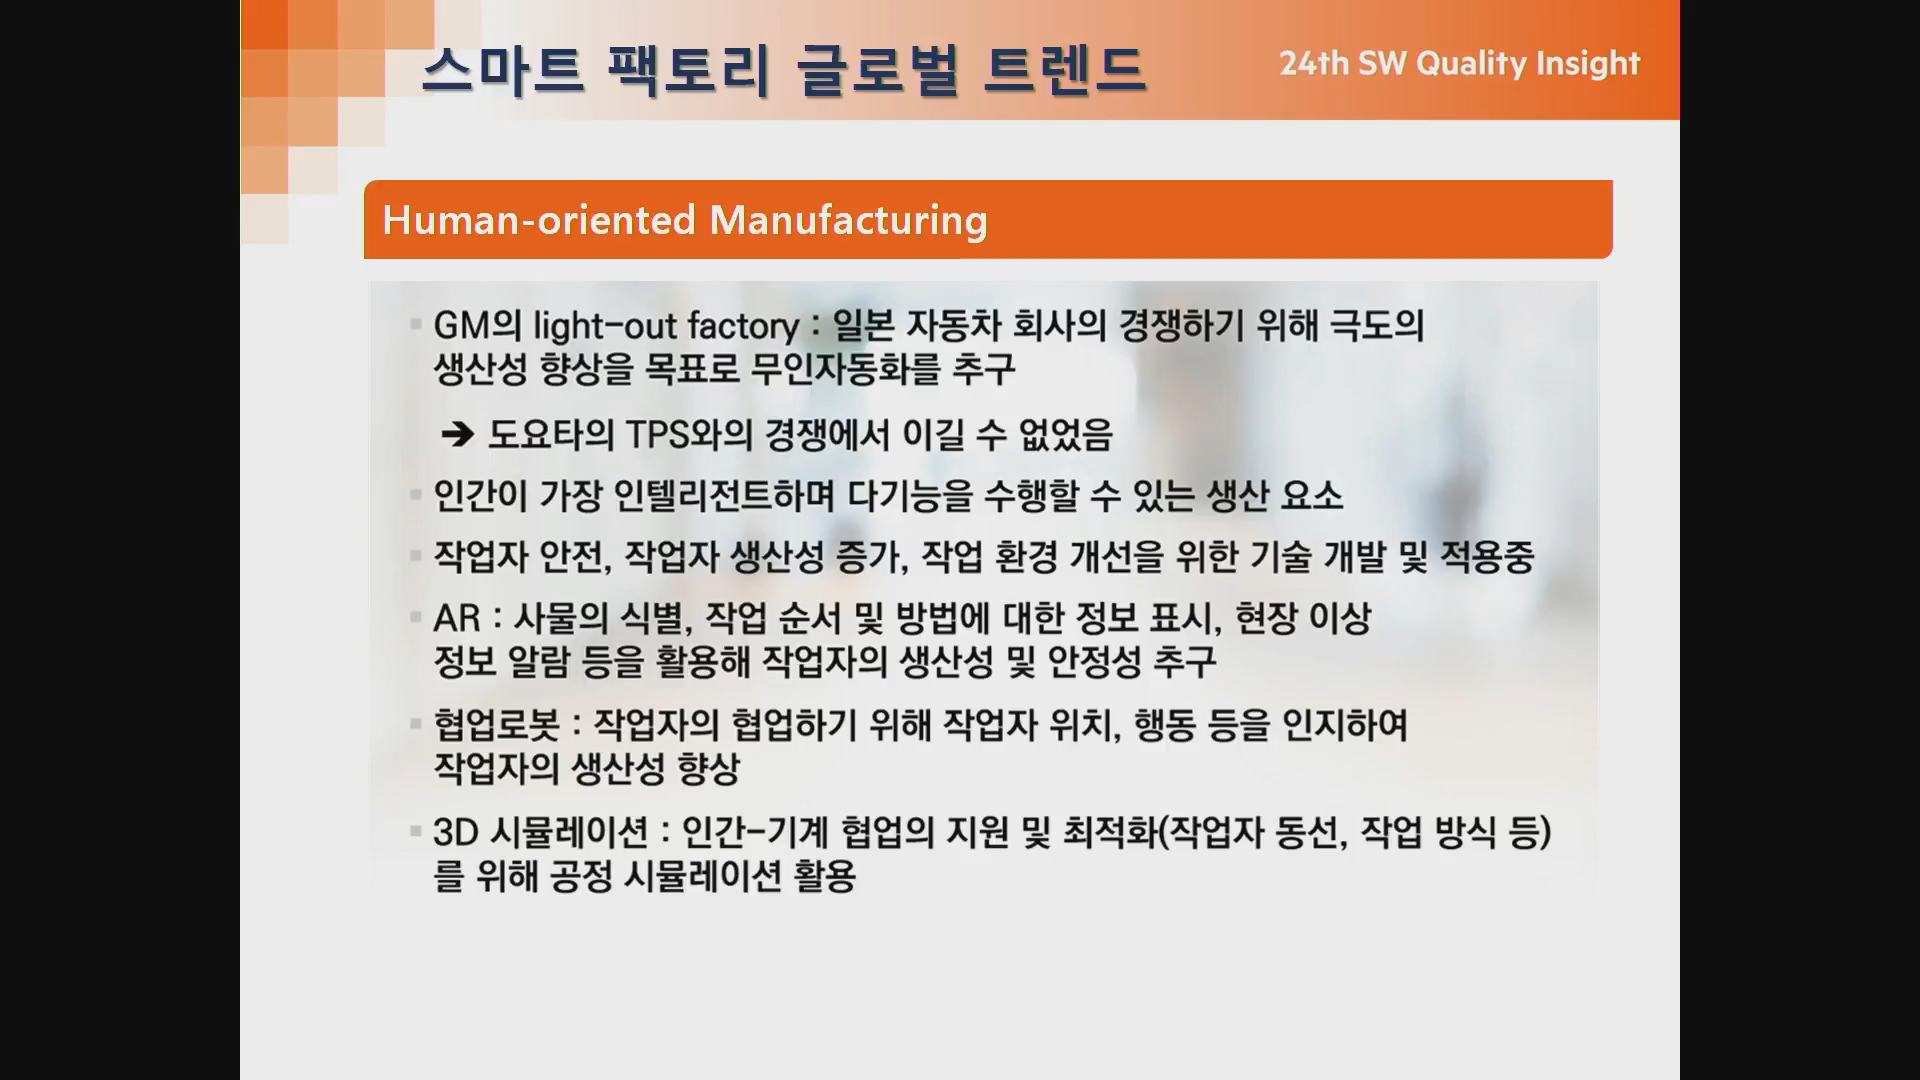 스마트 팩토리 글로벌 트렌드
24th SW Quality Insight
Human-oriented Manufacturing
GM의 light-out factory : 일본 자동차 회사의 경쟁하기 위해 극도의
생산성 향상을 목표로 무인자동화를 추구
➔ 도요타의 TPS와의 경쟁에서 이길 수 없었음
인간이 가장 인텔리전트하며 다기능을 수행할 수 있는 생산 요소
작업자 안전, 작업자 생산성 증가, 작업 환경 개선을 위한 기술 개발 및 적용중
AR : 사물의 식별, 작업 순서 및 방법에 대한 정보 표시, 현장 이상
정보 알람 등을 활용해 작업자의 생산성 및 안정성 추구
협업로봇 : 작업자의 협업하기 위해 작업자 위치, 행동 등을 인지하여
작업자의 생산성 향상
3D 시뮬레이션 : 인간-기계 협업의 지원 및 최적화(작업자 동선, 작업 방식 등)
를 위해 공정 시뮬레이션 활용